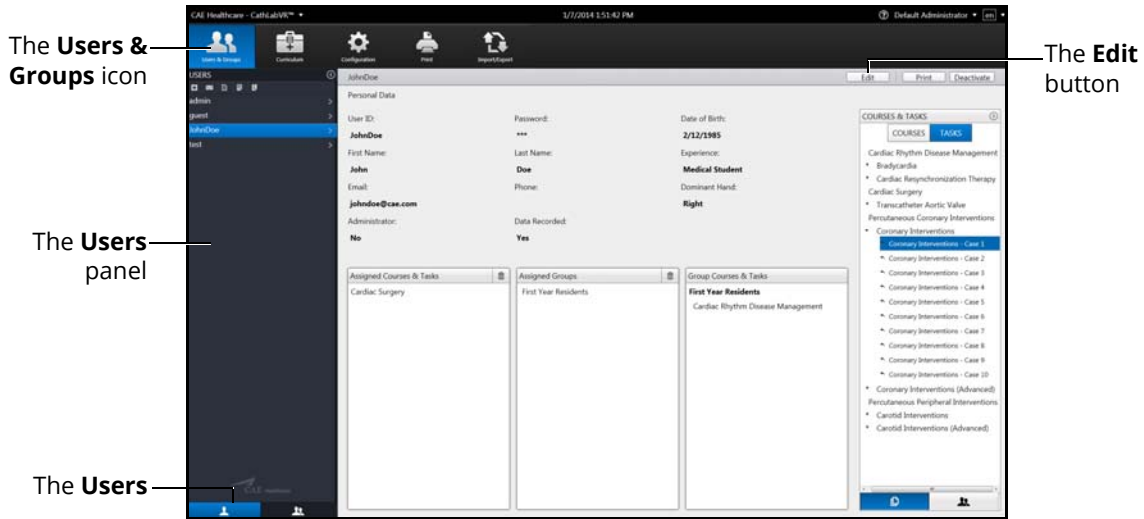 The Users &
Groups icon
The Users
panel
The Users
The Edit
button
CAE Healthcare - CathLabVR™
1/7/2014 1:51:42 PM
Default Administrator
en
Users & Groups
Curriculum
Configuration
Print
Import/Export
USERS
admin
guest
JohnDoe
test
JohnDoe
Edit
Print
Deactivate
Personal Data
User ID:
Password:
Date of Birth:
JohnDoe
***
2/12/1985
First Name:
Last Name:
Experience:
John
Doe
Medical Student
Email:
Phone:
Dominant Hand:
johndoe@cae.com
Right
Administrator:
Data Recorded:
No
Yes
Assigned Courses & Tasks
Cardiac Surgery
Assigned Groups
First Year Residents
Group Courses & Tasks
First Year Residents
Cardiac Rhythm Disease Management
COURSES & TASKS
COURSES
TASKS
Cardiac Rhythm Disease Management
Bradycardia
Cardiac Resynchronization Therapy
Cardiac Surgery
Transcatheter Aortic Valve
Percutaneous Coronary Interventions
Coronary Interventions
Coronary Interventions - Case 1
Coronary Interventions - Case 2
Coronary Interventions - Case 3
Coronary Interventions - Case 4
Coronary Interventions - Case 5
Coronary Interventions - Case 6
Coronary Interventions - Case 7
Coronary Interventions - Case 8
Coronary Interventions - Case 9
Coronary Interventions - Case 10
Coronary Interventions (Advanced)
Percutaneous Peripheral Interventions
Carotid Interventions
Carotid Interventions (Advanced)
CAE Healthcare